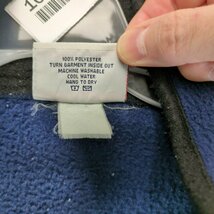 100% POLYESTER
TURN GARMENT INSIDE OUT
MACHINE WASHABLE
COOL WATER
HANG TO DRY